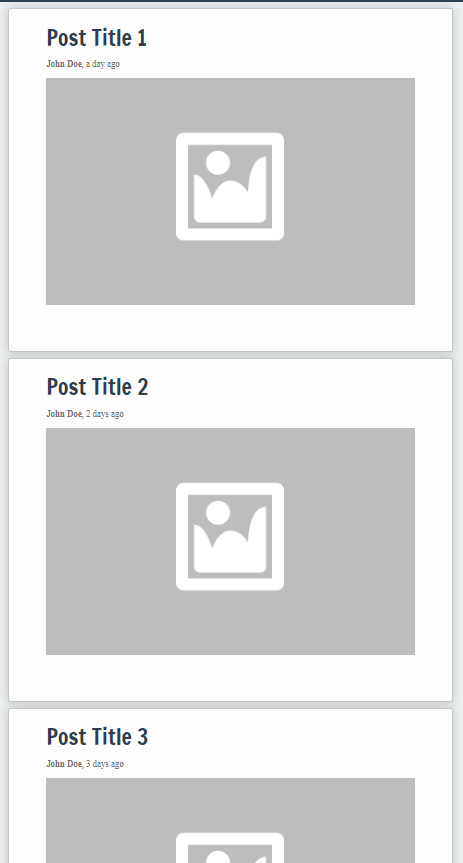 Post Title 1
John Doe, a day ago
Post Title 2
John Doe, 2 days ago
Post Title 3
John Doe, 3 days ago